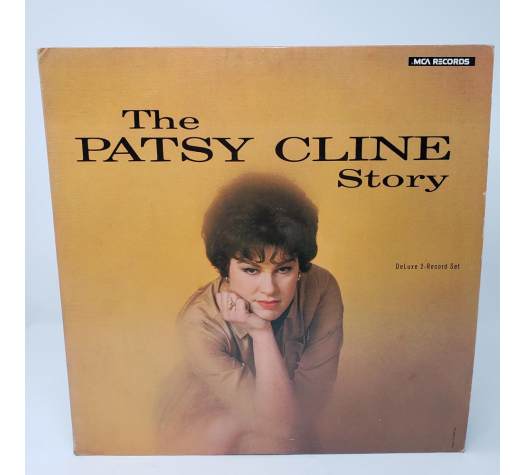 MCA RECORDS
The
PATSY CLINE
Story
DeLuxe 2-Record Set